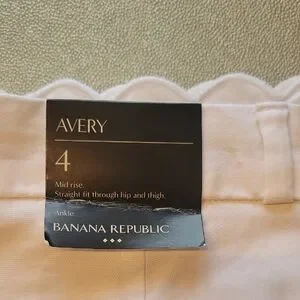 AVERY
4
Mid rise.
Straight fit through hip and thigh.
Ankle
BANANA REPUBLIC